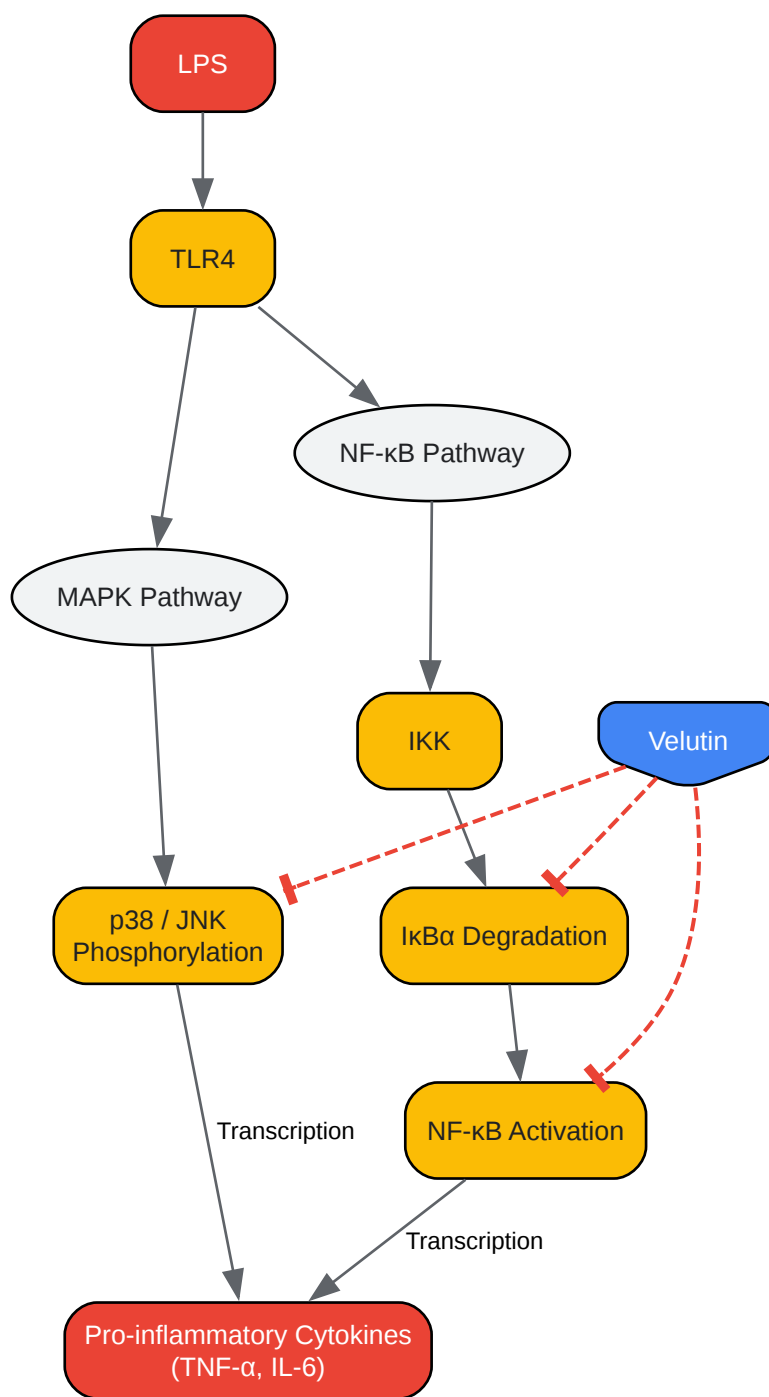 LPS
TLR4
NF-κB Pathway
MAPK Pathway
IKK
Velutin
p38 / JNK
Phosphorylation
IκBα Degradation
NF-κB Activation
Transcription
Transcription
Pro-inflammatory Cytokines
(TNF-α, IL-6)